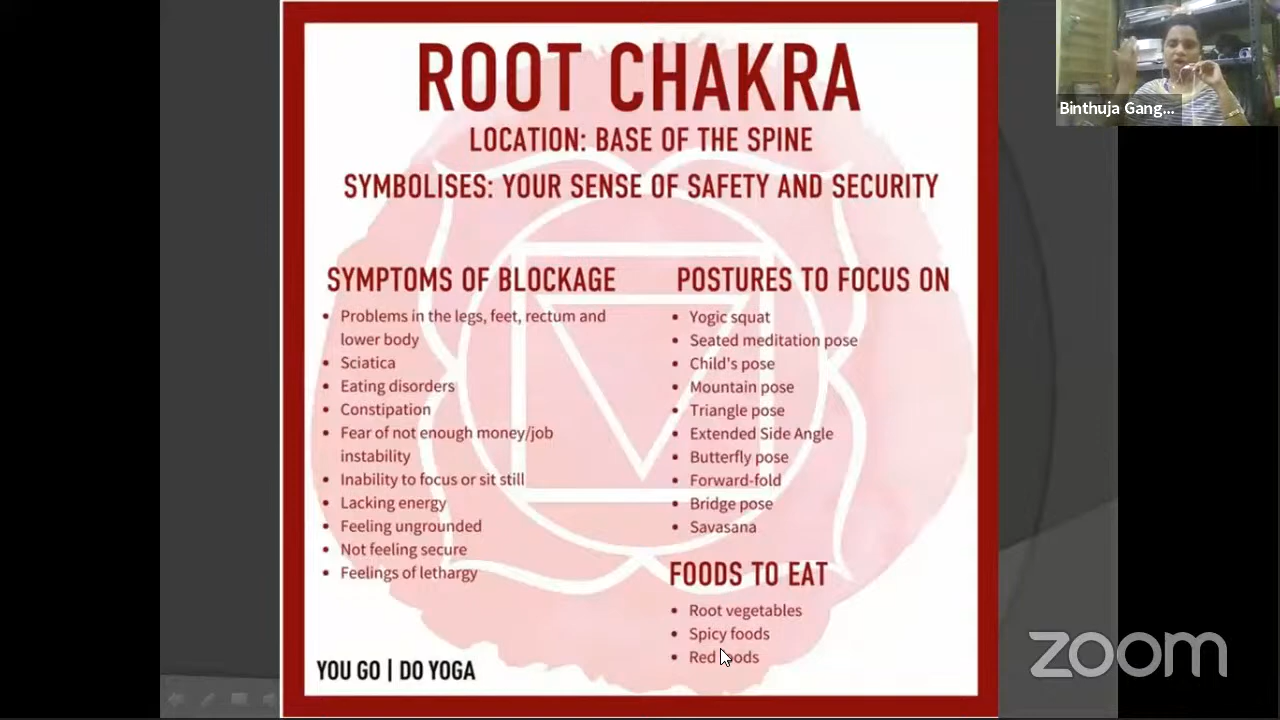 ROOT CHAKRA
LOCATION: BASE OF THE SPINE
SYMBOLISES: YOUR SENSE OF SAFETY AND SECURITY
SYMPTOMS OF BLOCKAGE
• Problems in the legs, feet, rectum and
lower body
• Sciatica
• Eating disorders
• Constipation
• Fear of not enough money/job
instability
• Inability to focus or sit still
• Lacking energy
• Feeling ungrounded
• Not feeling secure
• Feelings of lethargy
POSTURES TO FOCUS ON
• Yogic squat
• Seated meditation pose
• Child's pose
• Mountain pose
• Triangle pose
• Extended Side Angle
• Butterfly pose
• Forward-fold
• Bridge pose
• Savasana
FOODS TO EAT
• Root vegetables
• Spicy foods
• Red foods
YOU GO | DO YOGA
Binthuja Gang...
zoom